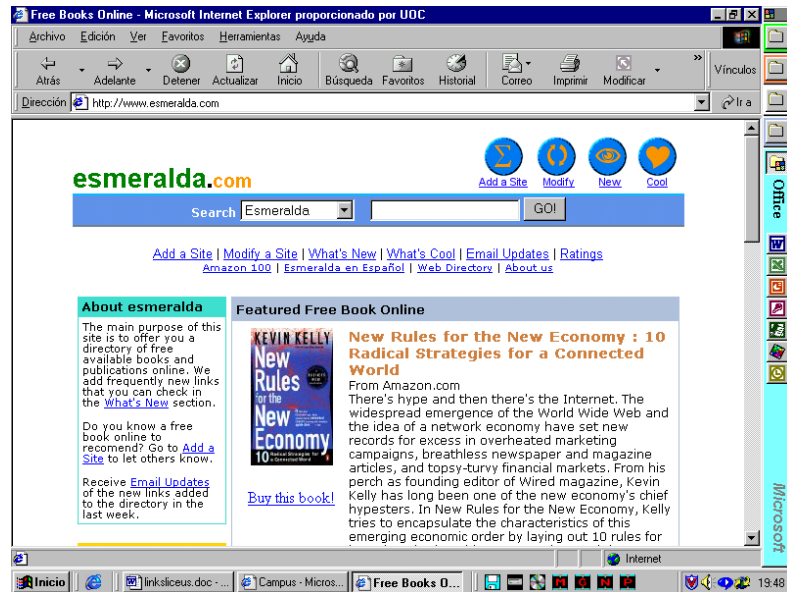 Free Books Online - Microsoft Internet Explorer proporcionado por UOC
Archivo Edición Ver Favoritos Herramientas Ayuda
Atrás Adelante Detener Actualizar Inicio Búsqueda Favoritos Historial Correo Imprimir Modificar » Vínculos
Dirección http://www.esmeralda.com Ir a
esmeralda.com
Add a Site Modify New Cool
Search Esmeralda GO!
Add a Site | Modify a Site | What's New | What's Cool | Email Updates | Ratings
Amazon 100 | Esmeralda en Español | Web Directory | About us
About esmeralda
The main purpose of this
site is to offer you a
directory of free
available books and
publications online. We
add frequently new links
that you can check in
the What's New section.
Do you know a free
book online to
recomend? Go to Add a
Site to let others know.
Receive Email Updates
of the new links added
to the directory in the
last week.
Featured Free Book Online
KEVIN KELLY
New
Rules
for the
New
Economy
10 Radical Strategies for
a Connected World
Buy this book!
New Rules for the New Economy : 10
Radical Strategies for a Connected
World
From Amazon.com
There's hype and then there's the Internet. The
widespread emergence of the World Wide Web and
the idea of a network economy have set new
records for excess in overheated marketing
campaigns, breathless newspaper and magazine
articles, and topsy-turvy financial markets. From his
perch as founding editor of Wired magazine, Kevin
Kelly has long been one of the new economy's chief
hypesters. In New Rules for the New Economy, Kelly
tries to encapsulate the characteristics of this
emerging economic order by laying out 10 rules for
Internet
Office
Microsoft
Inicio linksliceus.doc - ... Campus - Micros... Free Books O... 19:48